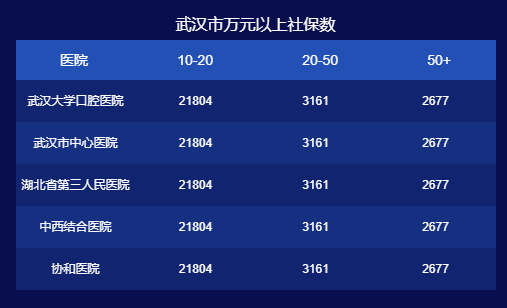 武汉市万元以上社保数
医院 10-20 20-50 50+
武汉大学口腔医院 21804 3161 2677
武汉市中心医院 21804 3161 2677
湖北省第三人民医院 21804 3161 2677
中西结合医院 21804 3161 2677
协和医院 21804 3161 2677